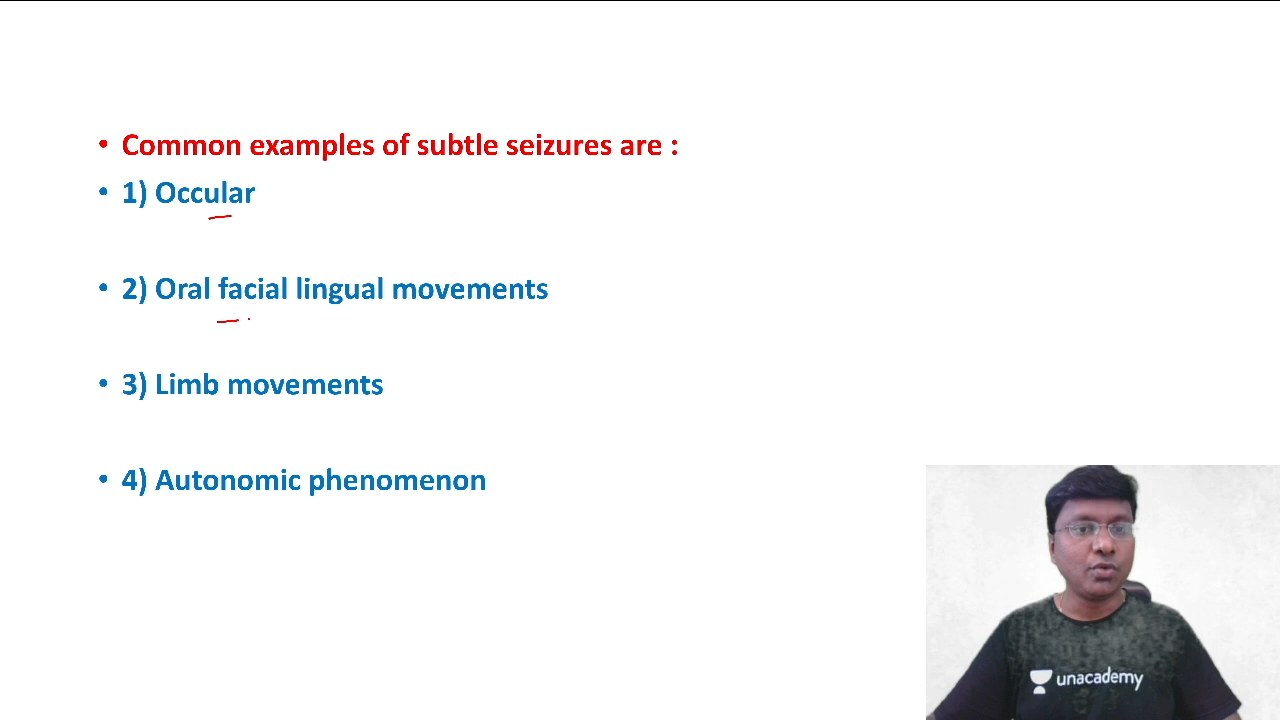 • Common examples of subtle seizures are :
• 1) Occular
• 2) Oral facial lingual movements
• 3) Limb movements
• 4) Autonomic phenomenon
unacademy